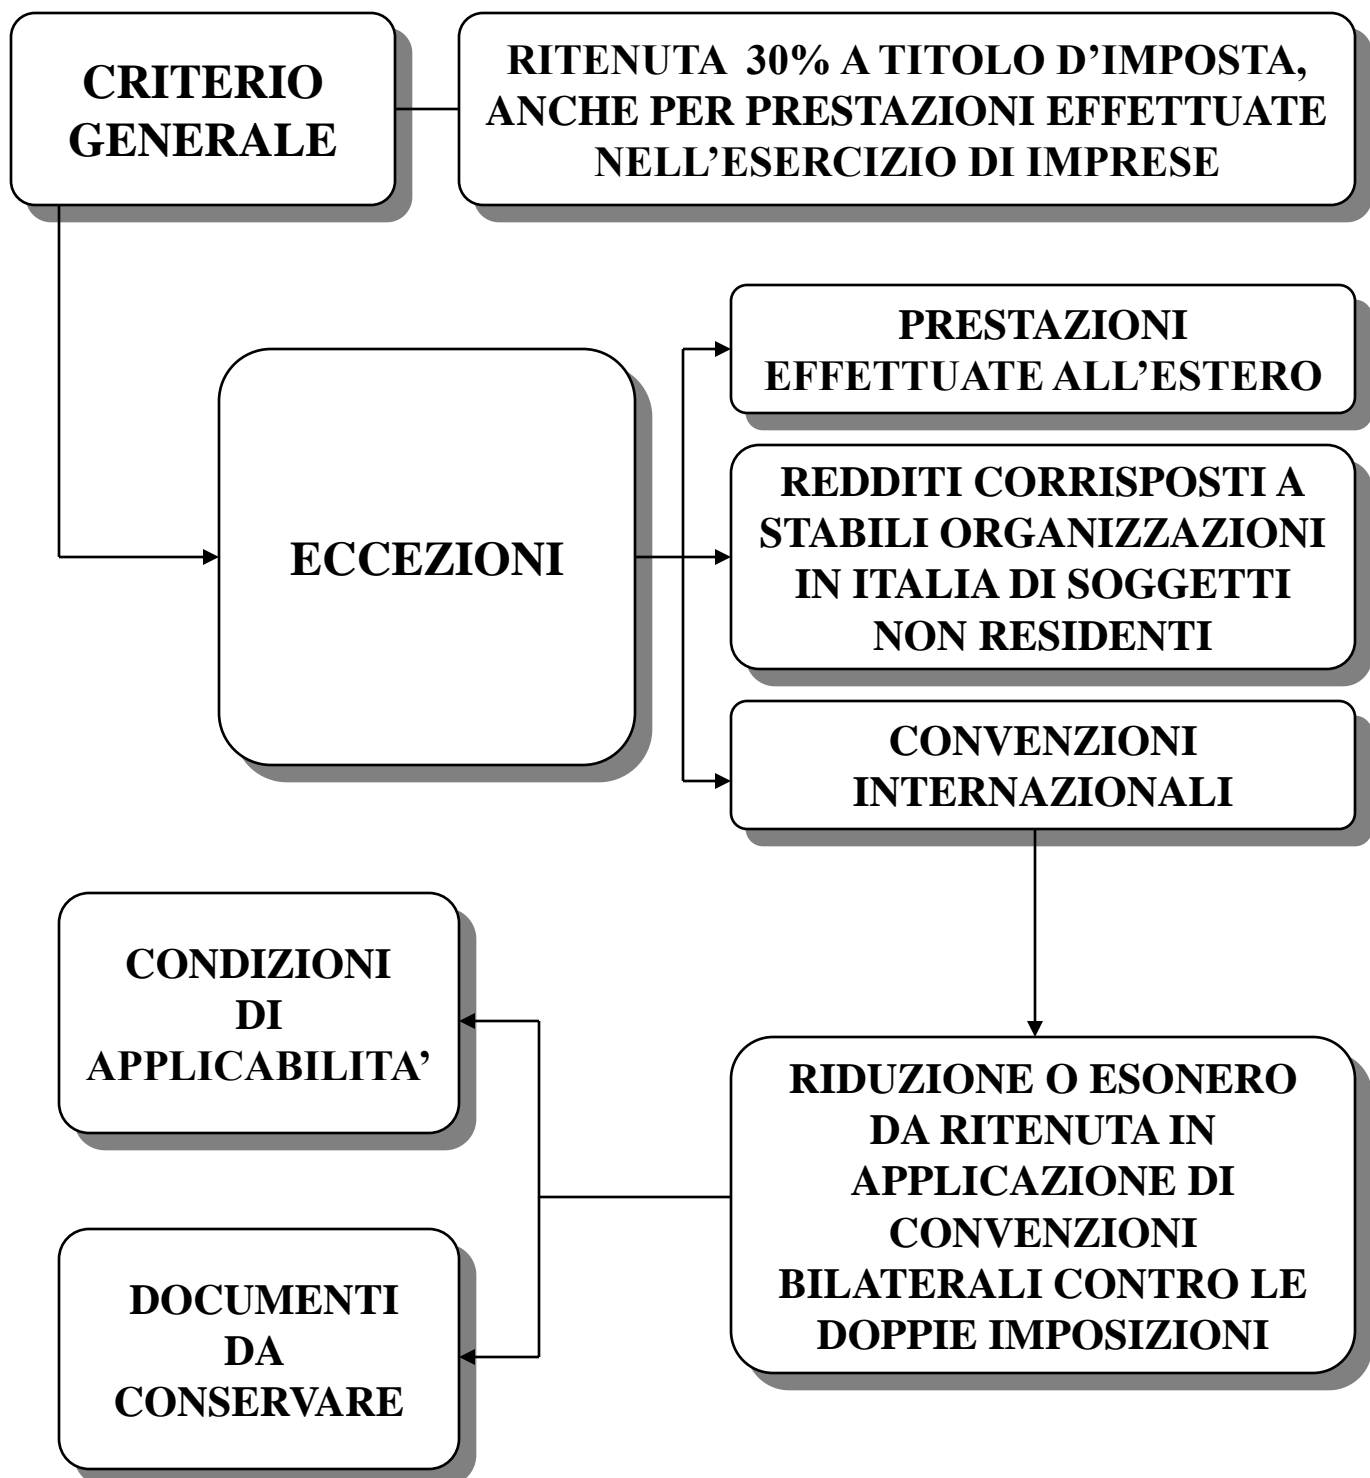 CRITERIO
GENERALE
RITENUTA 30% A TITOLO D’IMPOSTA,
ANCHE PER PRESTAZIONI EFFETTUATE
NELL’ESERCIZIO DI IMPRESE
ECCEZIONI
PRESTAZIONI
EFFETTUATE ALL’ESTERO
REDDITI CORRISPOSTI A
STABILI ORGANIZZAZIONI
IN ITALIA DI SOGGETTI
NON RESIDENTI
CONVENZIONI
INTERNAZIONALI
RIDUZIONE O ESONERO
DA RITENUTA IN
APPLICAZIONE DI
CONVENZIONI
BILATERALI CONTRO LE
DOPPIE IMPOSIZIONI
CONDIZIONI
DI
APPLICABILITA’
DOCUMENTI
DA
CONSERVARE